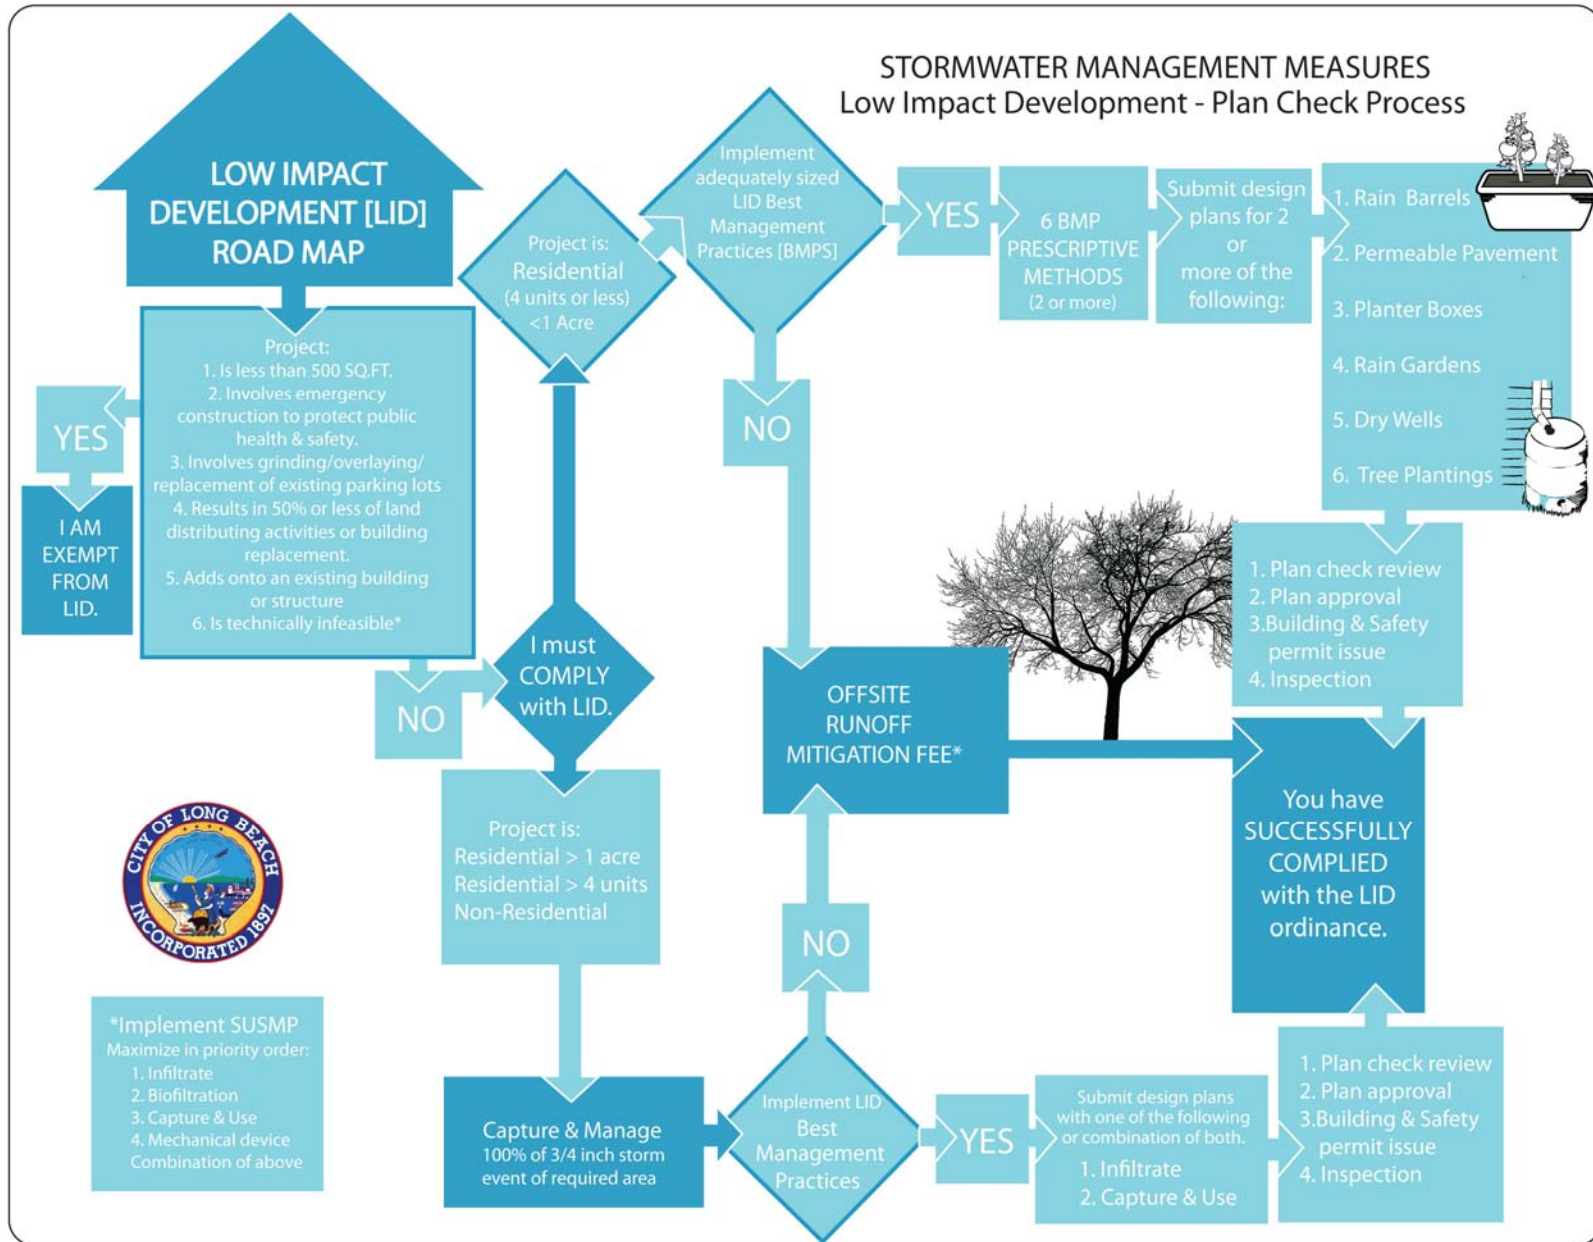 STORMWATER MANAGEMENT MEASURES
Low Impact Development - Plan Check Process
LOW IMPACT
DEVELOPMENT [LID]
ROAD MAP
Project:
1. Is less than 500 SQ.FT.
2. Involves emergency
construction to protect public
health & safety.
3. Involves grinding/overlaying/
replacement of existing parking lots
4. Results in 50% or less of land
distributing activities or building
replacement.
5. Adds onto an existing building
or structure
6. Is technically infeasible*
YES
I AM
EXEMPT
FROM
LID.
NO
I must
COMPLY
with LID.
Project is:
Residential
(4 units or less)
<1 Acre
Implement
adequately sized
LID Best
Management
Practices [BMPS]
YES
6 BMP
PRESCRIPTIVE
METHODS
(2 or more)
Submit design
plans for 2
or
more of the
following:
1. Rain Barrels
2. Permeable Pavement
3. Planter Boxes
4. Rain Gardens
5. Dry Wells
6. Tree Plantings
1. Plan check review
2. Plan approval
3.Building & Safety
permit issue
4. Inspection
NO
OFFSITE
RUNOFF
MITIGATION FEE*
You have
SUCCESSFULLY
COMPLIED
with the LID
ordinance.
Project is:
Residential > 1 acre
Residential > 4 units
Non-Residential
Capture & Manage
100% of 3/4 inch storm
event of required area
Implement LID
Best
Management
Practices
NO
YES
Submit design plans
with one of the following
or combination of both.
1. Infiltrate
2. Capture & Use
1. Plan check review
2. Plan approval
3.Building & Safety
permit issue
4. Inspection
CITY OF LONG BEACH
INCORPORATED 1897
*Implement SUSMP
Maximize in priority order:
1. Infiltrate
2. Biofiltration
3. Capture & Use
4. Mechanical device
Combination of above